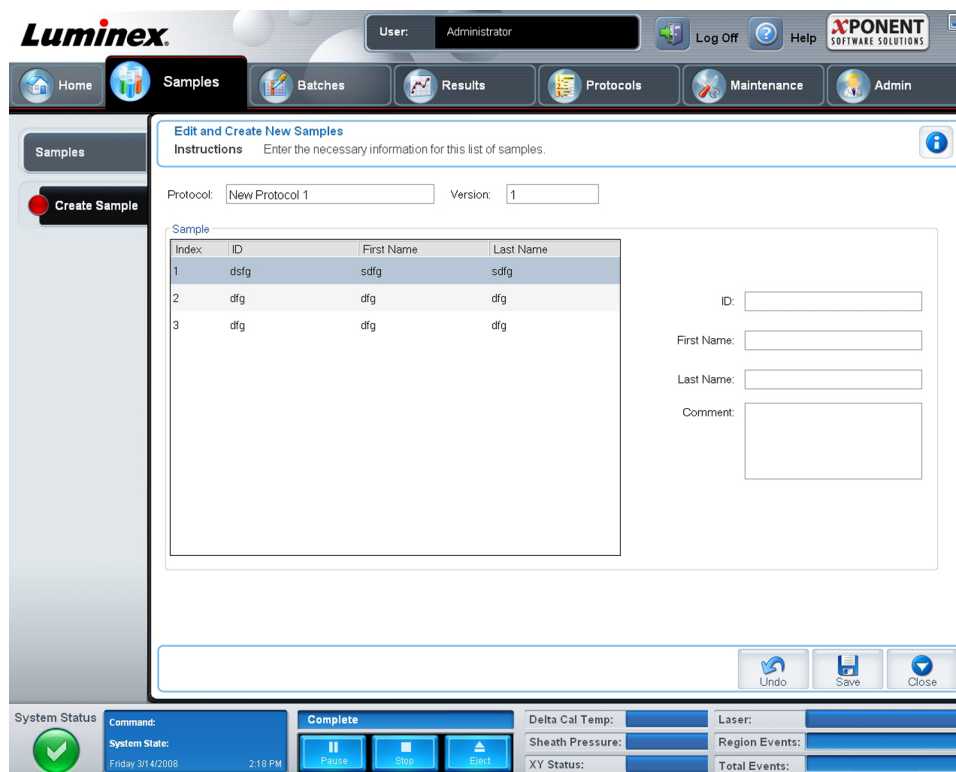 Luminex.
User: Administrator
Log Off
Help
xPONENT
SOFTWARE SOLUTIONS
Home
Samples
Batches
Results
Protocols
Maintenance
Admin
Samples
Create Sample
Edit and Create New Samples
Instructions Enter the necessary information for this list of samples.
Protocol: New Protocol 1 Version: 1
Sample
Index ID First Name Last Name
1 dsfg sdfg sdfg
2 dfg dfg dfg
3 dfg dfg dfg
ID:
First Name:
Last Name:
Comment:
Undo
Save
Close
System Status
Command:
System State:
Friday 3/14/2008 2:18 PM
Complete
Pause
Stop
Eject
Delta Cal Temp:
Sheath Pressure:
XY Status:
Laser:
Region Events:
Total Events: